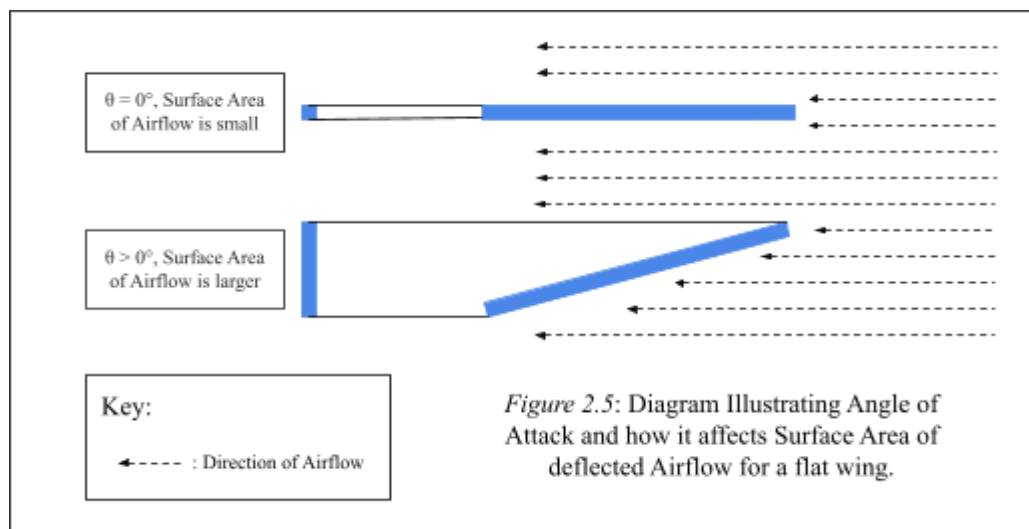 θ = 0°, Surface Area
of Airflow is small
θ > 0°, Surface Area
of Airflow is larger
Key:
: Direction of Airflow
Figure 2.5: Diagram Illustrating Angle of
Attack and how it affects Surface Area of
deflected Airflow for a flat wing.